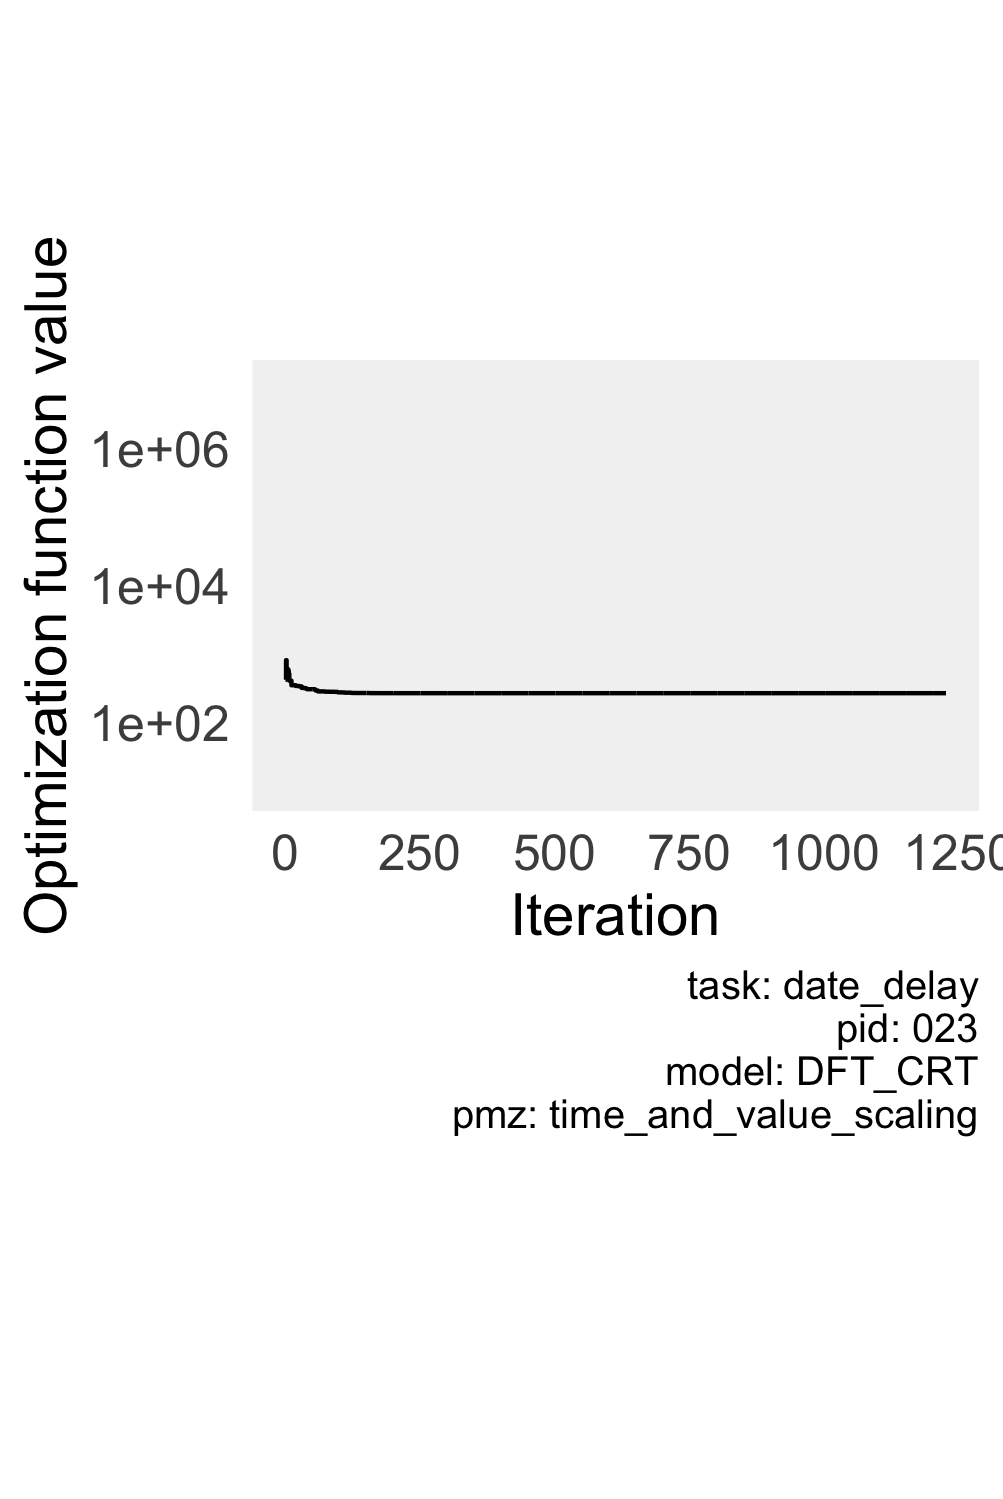 Optimization function value
1e+06
1e+04
1e+02
0 250 500 750 1000 1250
Iteration
task: date_delay
pid: 023
model: DFT_CRT
pmz: time_and_value_scaling